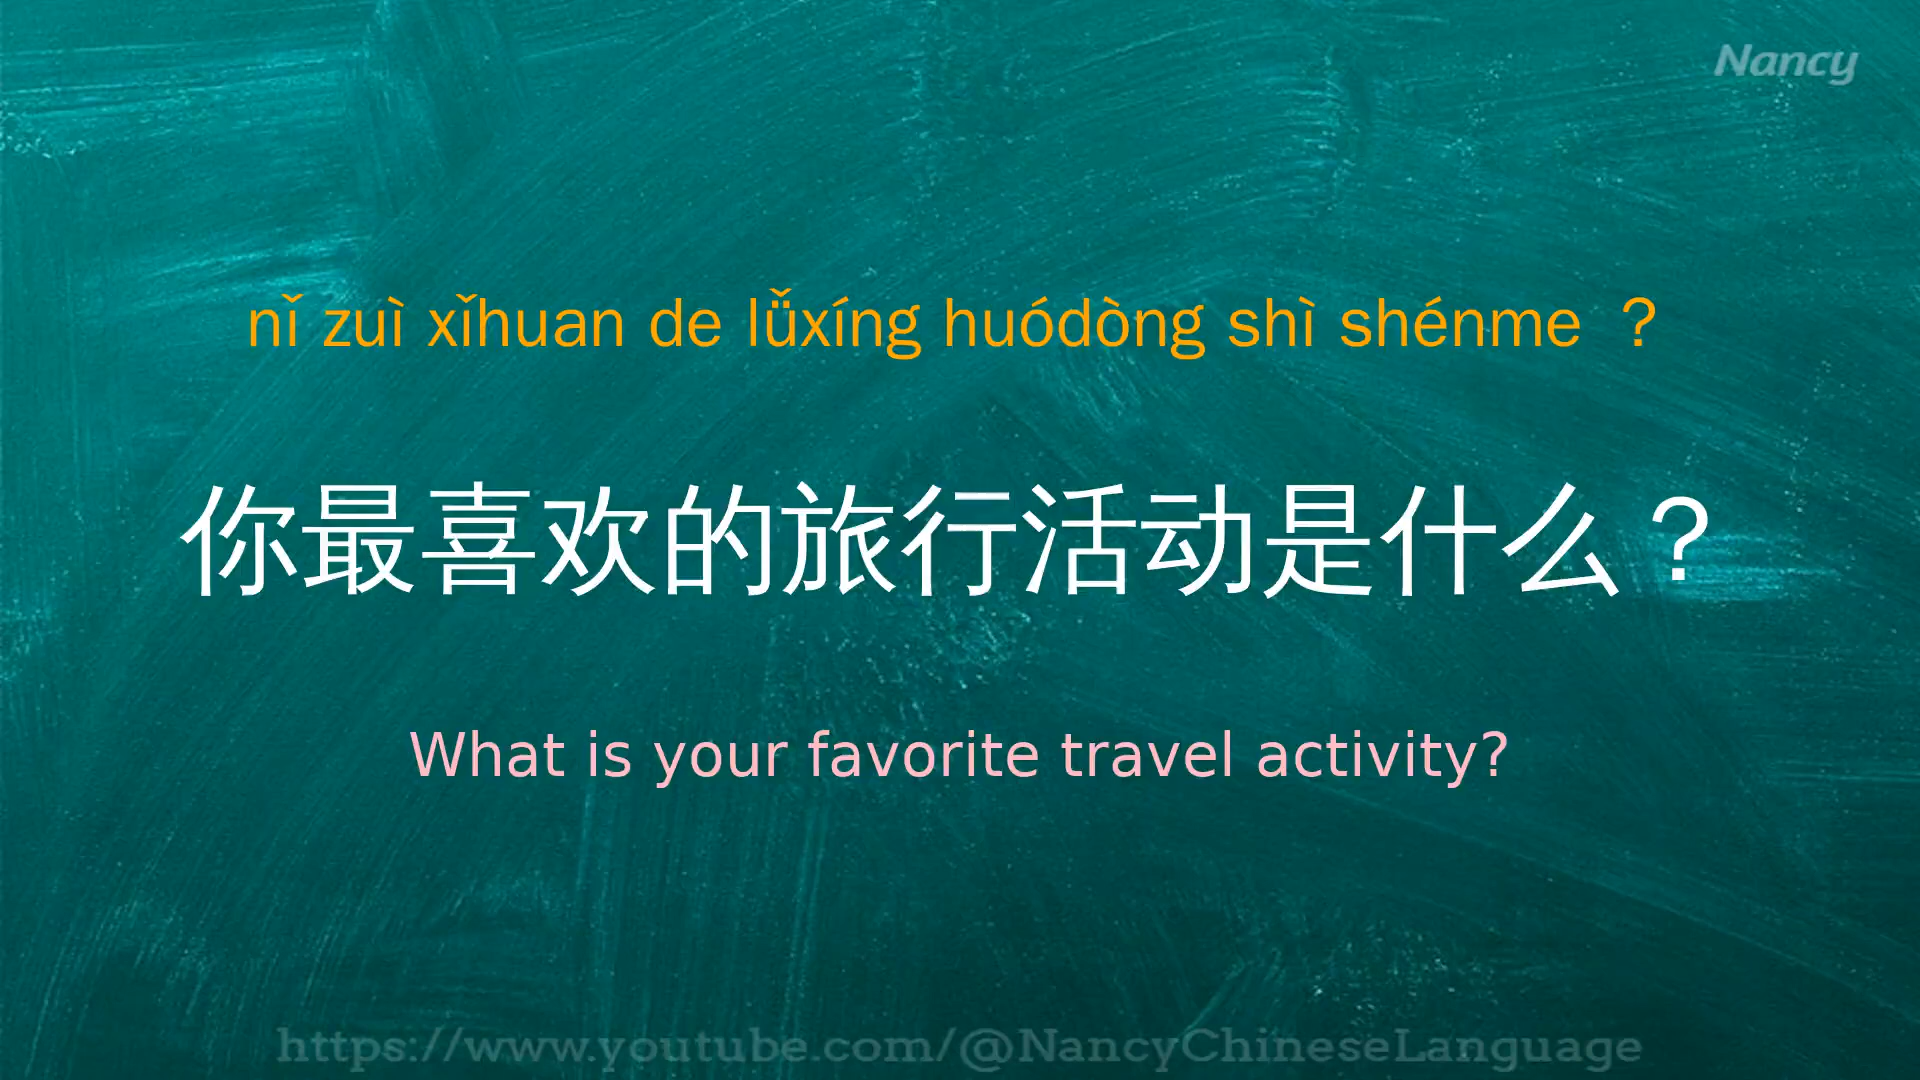 Nancy
nǐ zuì xǐhuan de lǚxíng huódòng shì shénme ？
你最喜欢的旅行活动是什么？
What is your favorite travel activity?
https://www.youtube.com/@NancyChineseLanguage